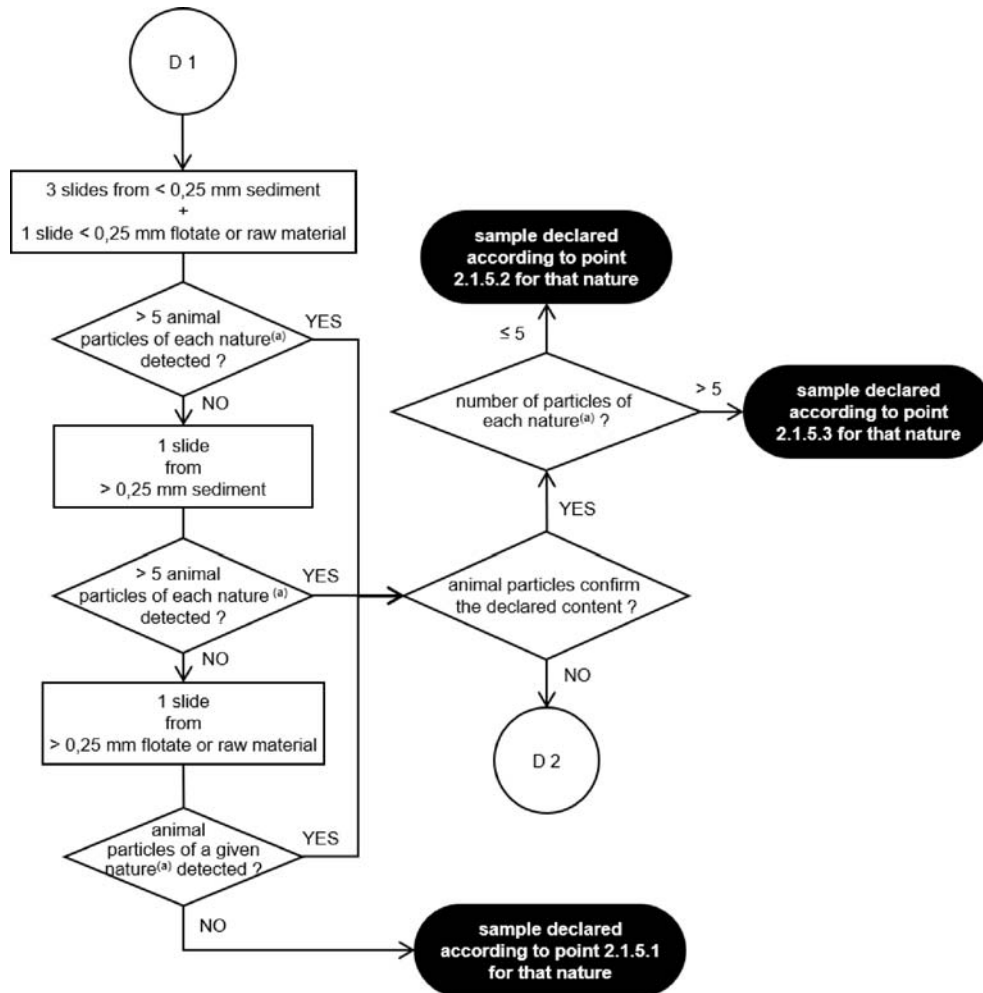 D 1
3 slides from < 0,25 mm sediment
+
1 slide < 0,25 mm flotate or raw material
> 5 animal
particles of each nature(a)
detected ?
YES
NO
1 slide
from
> 0,25 mm sediment
> 5 animal
particles of each nature (a)
detected ?
YES
NO
1 slide
from
> 0,25 mm flotate or raw material
animal
particles of a given
nature(a) detected ?
YES
NO
sample declared
according to point 2.1.5.1
for that nature
sample declared
according to point
2.1.5.2 for that nature
≤ 5
number of particles of
each nature(a) ?
> 5
sample declared
according to point
2.1.5.3 for that nature
YES
animal particles confirm
the declared content ?
NO
D 2